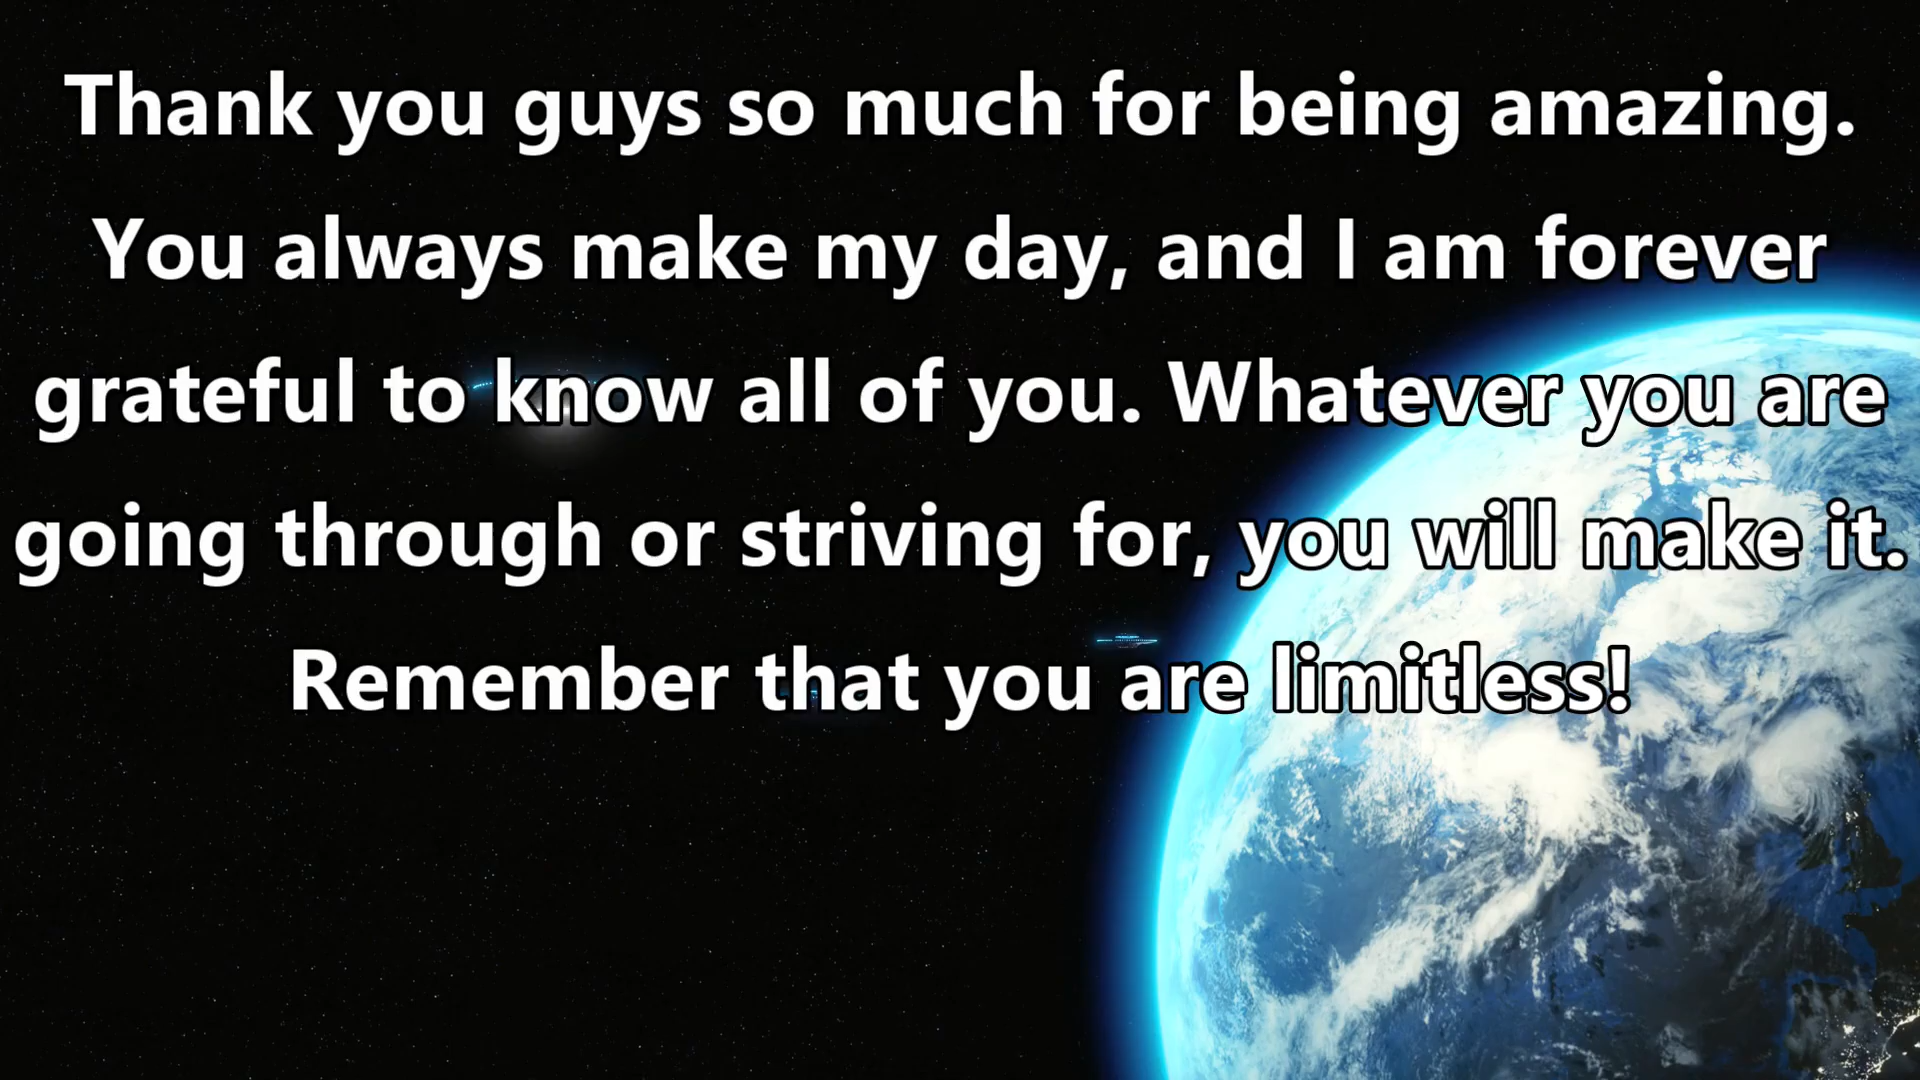 Thank you guys so much for being amazing.
You always make my day, and I am forever
grateful to know all of you. Whatever you are
going through or striving for, you will make it.
Remember that you are limitless!